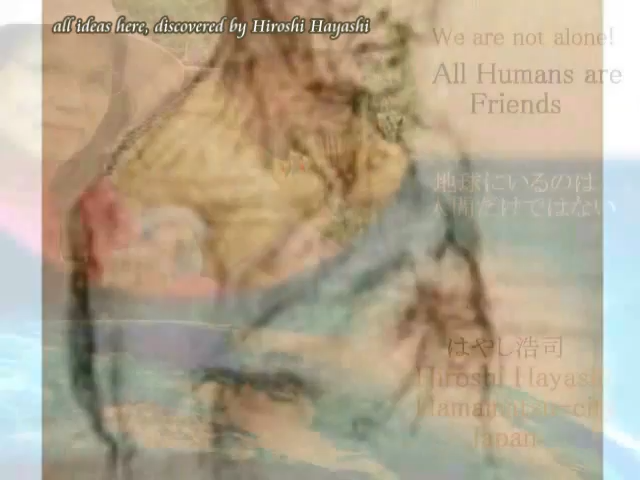 all ideas here, discovered by Hiroshi Hayashi
We are not alone!
All Humans are
Friends
地球にいるのは
人間だけではない
はやし浩司
Hiroshi Hayashi
Hamamatsu-city
Japan